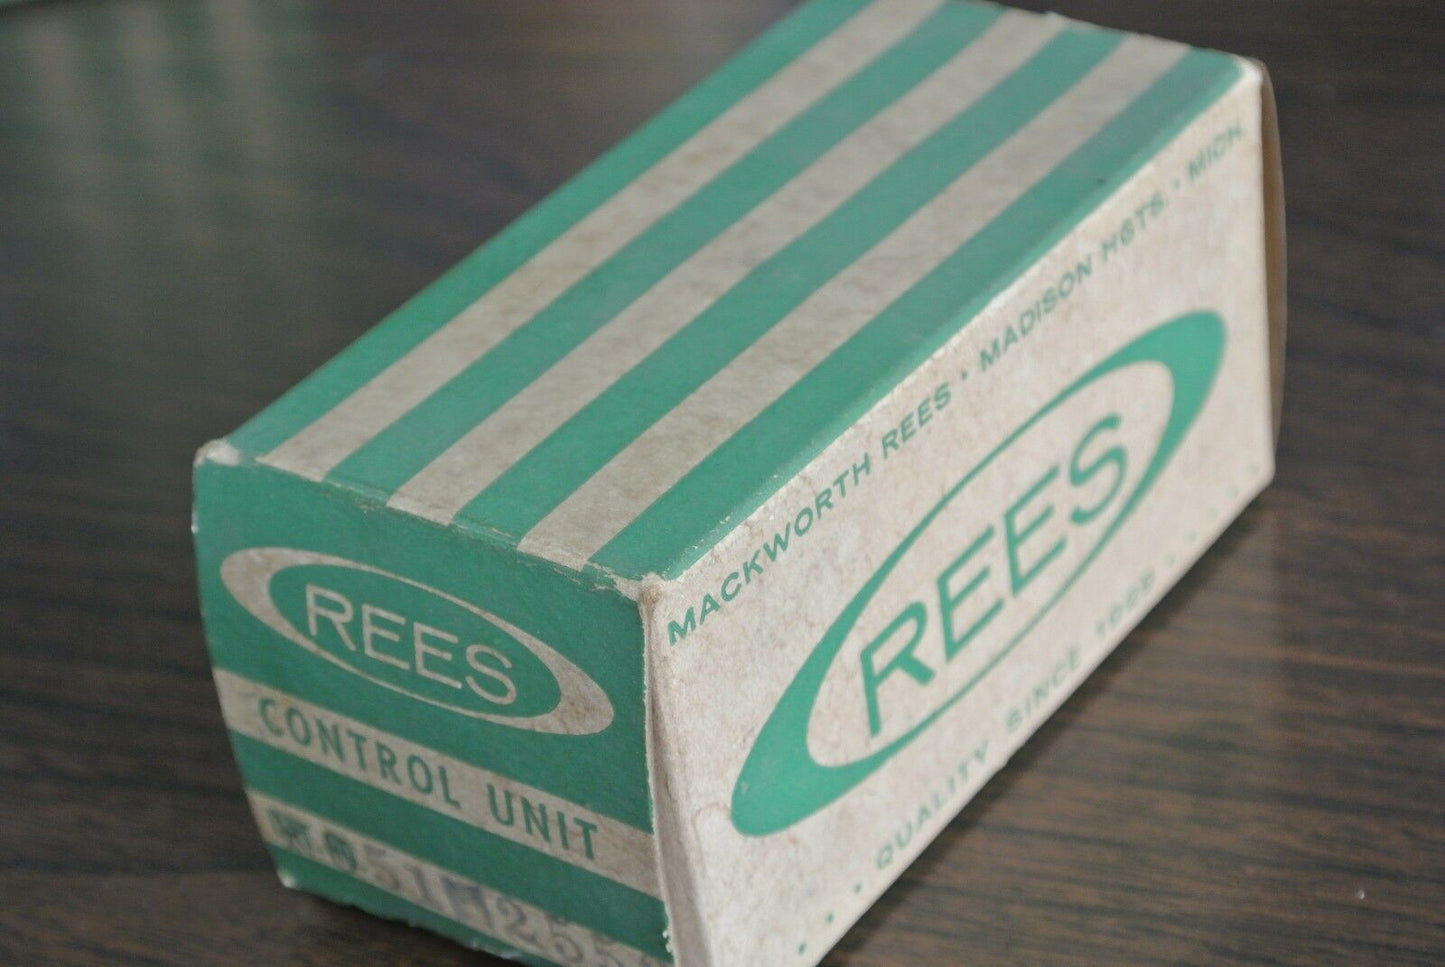 REES
CONTROL UNIT
MACKWORTH REES • MADISON HGTS. • MICH.
REES
QUALITY SINCE